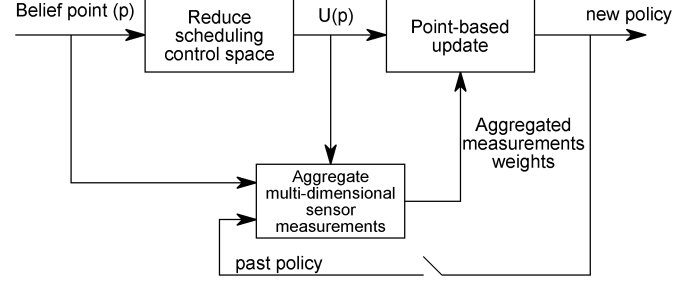 Belief point (p)
Reduce
scheduling
control space
U(p)
Point-based
update
new policy
Aggregated
measurements
weights
Aggregate
multi-dimensional
sensor
measurements
past policy